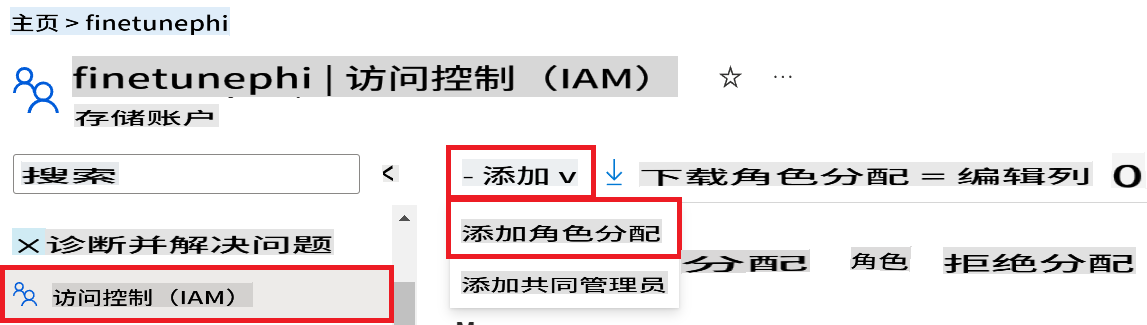 主页 > finetunephi
finetunephi | 访问控制 （IAM）
存储账户
搜索
- 添加 v
下载角色分配 = 编辑列
添加角色分配
诊断并解决问题
分配
角色
拒绝分配
添加共同管理员
访问控制（IAM）